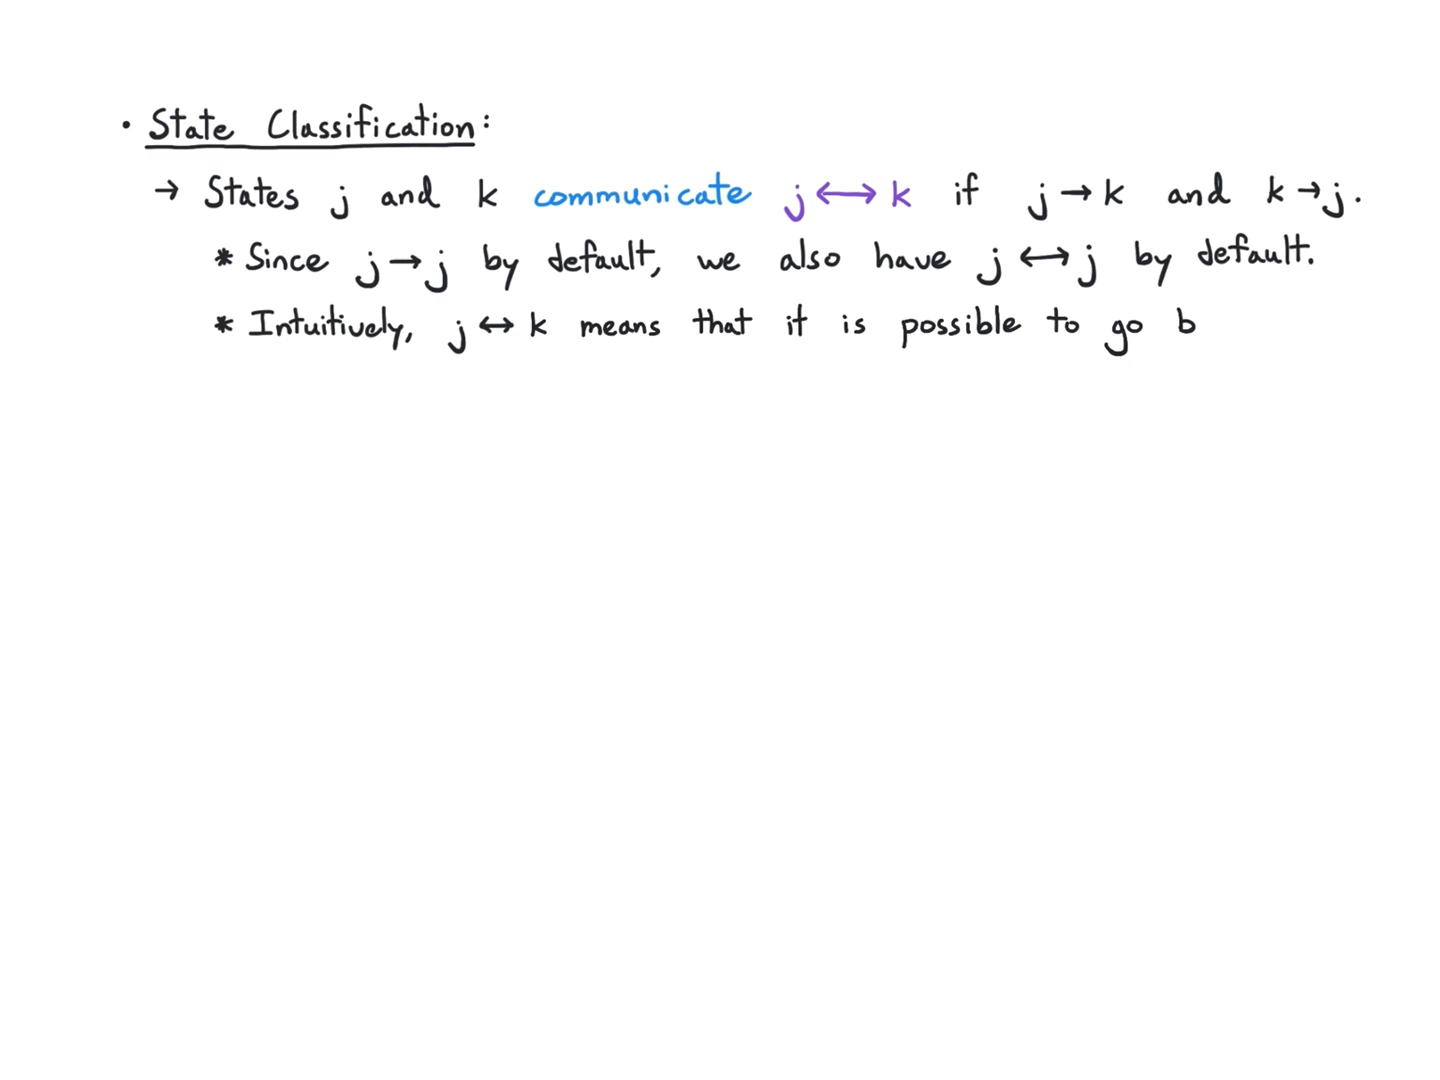 • State Classification:
→ States j and k communicate j ⟷ k if j → k and k → j.
* Since j → j by default, we also have j ⟷ j by default.
* Intuitively, j ↔ k means that it is possible to go b